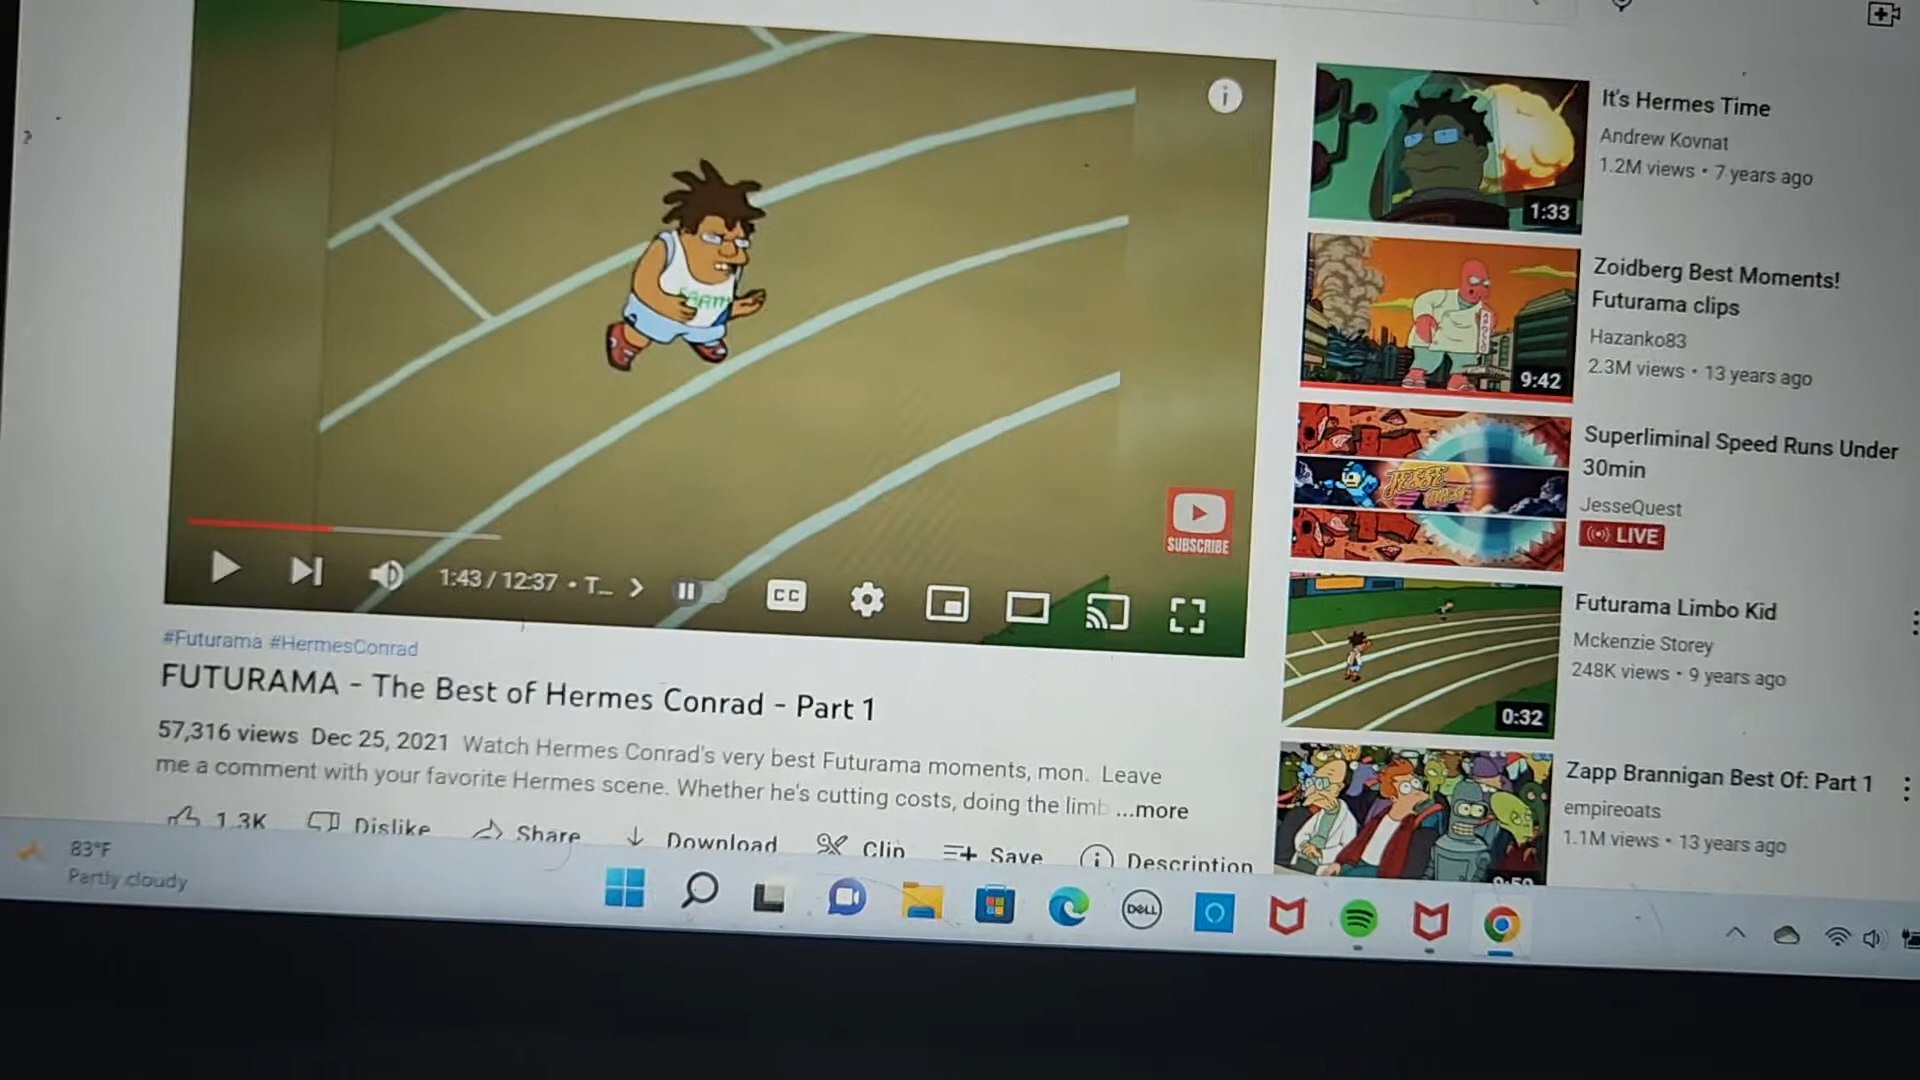 EARTH
SUBSCRIBE
1:43 / 12:37 • T...
CC
#Futurama #HermesConrad
FUTURAMA - The Best of Hermes Conrad - Part 1
57,316 views Dec 25, 2021 Watch Hermes Conrad's very best Futurama moments, mon. Leave
me a comment with your favorite Hermes scene. Whether he's cutting costs, doing the limb ...more
1.3K Dislike Share Download Clip Save Description
It's Hermes Time
Andrew Kovnat
1.2M views • 7 years ago
1:33
Zoidberg Best Moments!
Futurama clips
Hazanko83
2.3M views • 13 years ago
9:42
Superliminal Speed Runs Under
30min
JesseQuest
LIVE
JESSE
Futurama Limbo Kid
Mckenzie Storey
248K views • 9 years ago
0:32
Zapp Brannigan Best Of: Part 1
empireoats
1.1M views • 13 years ago
83°F
Partly cloudy
DELL